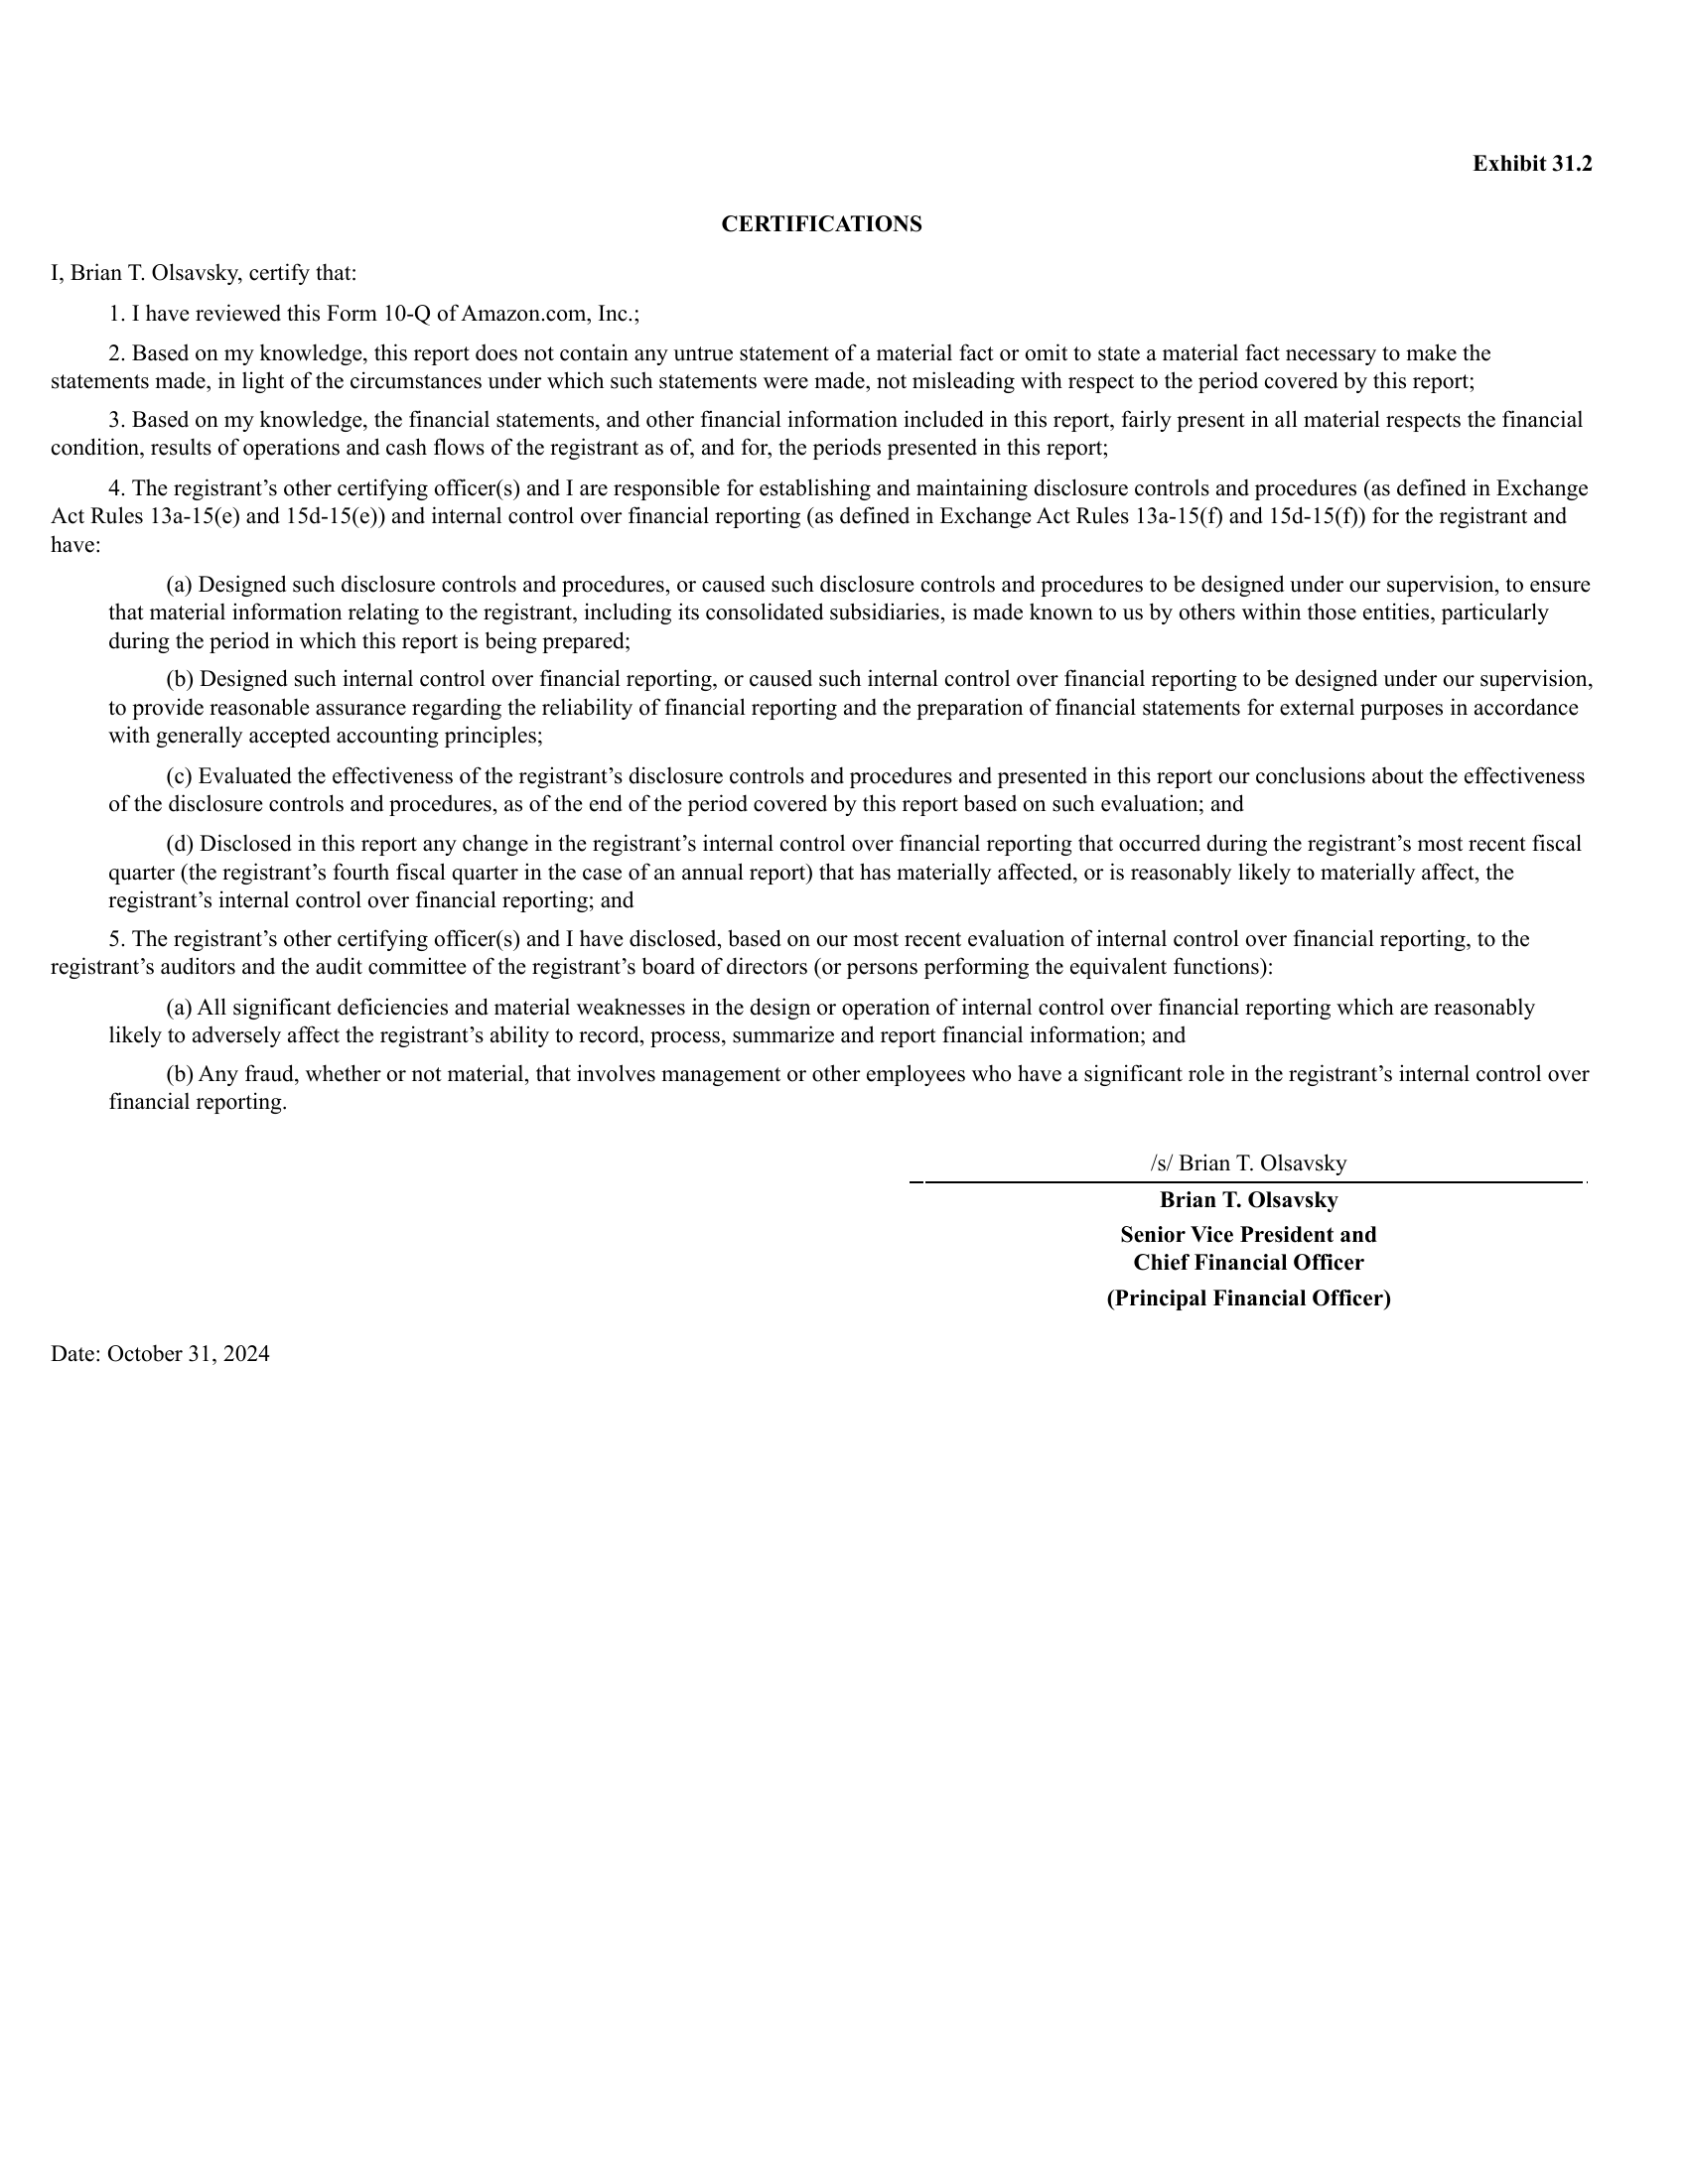 Exhibit 31.2
CERTIFICATIONS
I, Brian T. Olsavsky, certify that:
1. I have reviewed this Form 10-Q of Amazon.com, Inc.;
2. Based on my knowledge, this report does not contain any untrue statement of a material fact or omit to state a material fact necessary to make the
statements made, in light of the circumstances under which such statements were made, not misleading with respect to the period covered by this report;
3. Based on my knowledge, the financial statements, and other financial information included in this report, fairly present in all material respects the financial
condition, results of operations and cash flows of the registrant as of, and for, the periods presented in this report;
4. The registrant’s other certifying officer(s) and I are responsible for establishing and maintaining disclosure controls and procedures (as defined in Exchange
Act Rules 13a-15(e) and 15d-15(e)) and internal control over financial reporting (as defined in Exchange Act Rules 13a-15(f) and 15d-15(f)) for the registrant and
have:
(a) Designed such disclosure controls and procedures, or caused such disclosure controls and procedures to be designed under our supervision, to ensure
that material information relating to the registrant, including its consolidated subsidiaries, is made known to us by others within those entities, particularly
during the period in which this report is being prepared;
(b) Designed such internal control over financial reporting, or caused such internal control over financial reporting to be designed under our supervision,
to provide reasonable assurance regarding the reliability of financial reporting and the preparation of financial statements for external purposes in accordance
with generally accepted accounting principles;
(c) Evaluated the effectiveness of the registrant’s disclosure controls and procedures and presented in this report our conclusions about the effectiveness
of the disclosure controls and procedures, as of the end of the period covered by this report based on such evaluation; and
(d) Disclosed in this report any change in the registrant’s internal control over financial reporting that occurred during the registrant’s most recent fiscal
quarter (the registrant’s fourth fiscal quarter in the case of an annual report) that has materially affected, or is reasonably likely to materially affect, the
registrant’s internal control over financial reporting; and
5. The registrant’s other certifying officer(s) and I have disclosed, based on our most recent evaluation of internal control over financial reporting, to the
registrant’s auditors and the audit committee of the registrant’s board of directors (or persons performing the equivalent functions):
(a) All significant deficiencies and material weaknesses in the design or operation of internal control over financial reporting which are reasonably
likely to adversely affect the registrant’s ability to record, process, summarize and report financial information; and
(b) Any fraud, whether or not material, that involves management or other employees who have a significant role in the registrant’s internal control over
financial reporting.
/s/ Brian T. Olsavsky
Brian T. Olsavsky
Senior Vice President and
Chief Financial Officer
(Principal Financial Officer)
Date: October 31, 2024